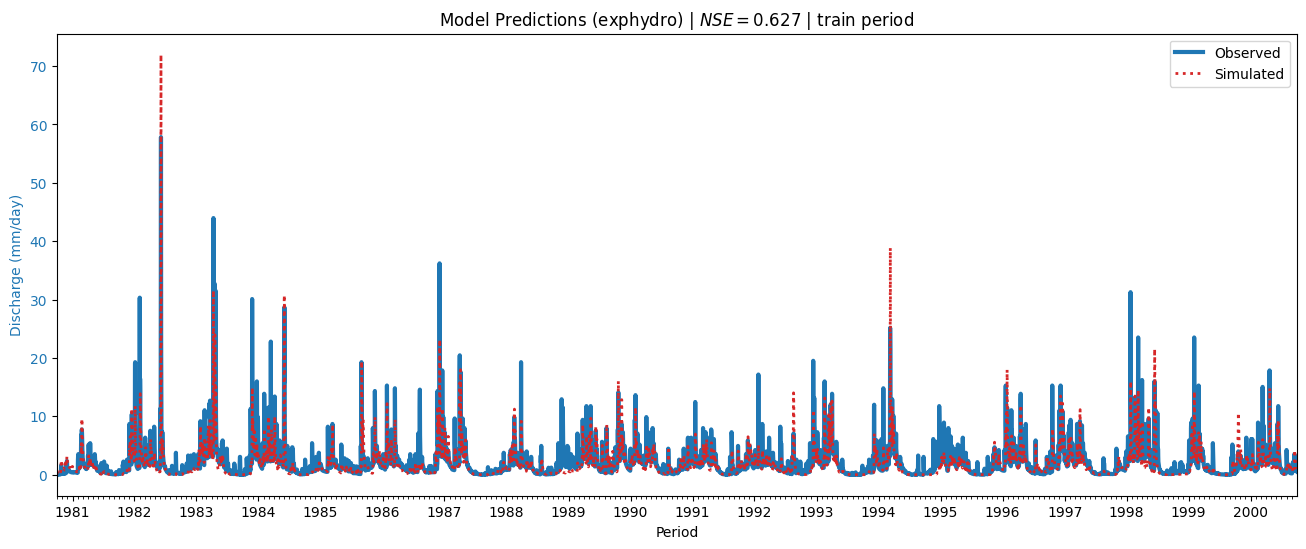 Model Predictions (exphydro) | NSE = 0.627 | train period
Observed
Simulated
Discharge (mm/day)
70
60
50
40
30
20
10
0
1981 1982 1983 1984 1985 1986 1987 1988 1989 1990 1991 1992 1993 1994 1995 1996 1997 1998 1999 2000
Period